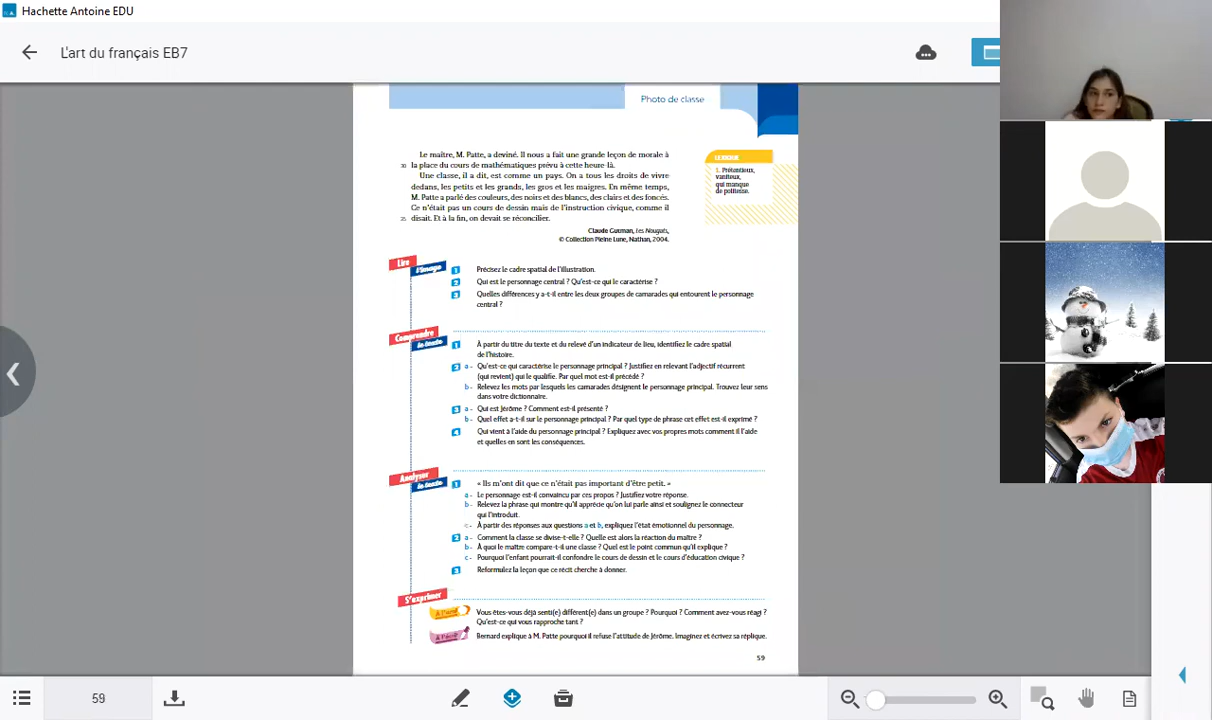 Hachette Antoine EDU
L'art du français EB7
Photo de classe
Le maître, M. Patte, a deviné. Il nous a fait une grande leçon de morale à
30 la place du cours de mathématiques prévu à cette heure-là.
Une classe, il a dit, est comme un pays. On a tous les droits de vivre
dedans, les petits et les grands, les gros et les maigres. En même temps,
M. Patte a parlé des couleurs, des noirs et des blancs, des clairs et des foncés.
Ce n'était pas un cours de dessin mais de l'instruction civique, comme il
35 disait. Et à la fin, on devait se réconcilier.
Claude Gutman, Les Nougats,
© Collection Pleine Lune, Nathan, 2004.
LEXIQUE
1. Prétentieux,
vaniteux,
qui manque
de politesse.
Lire
l'image
1 Précisez le cadre spatial de l'illustration.
2 Qui est le personnage central ? Qu'est-ce qui le caractérise ?
3 Quelles différences y a-t-il entre les deux groupes de camarades qui entourent le personnage
central ?
Comprendre
le texte
1 À partir du titre du texte et du relevé d'un indicateur de lieu, identifiez le cadre spatial
de l'histoire.
2 a- Qu'est-ce qui caractérise le personnage principal ? Justifiez en relevant l'adjectif récurrent
(qui revient) qui le qualifie. Par quel mot est-il précédé ?
b- Relevez les mots par lesquels les camarades désignent le personnage principal. Trouvez leur sens
dans votre dictionnaire.
3 a- Qui est Jérôme ? Comment est-il présenté ?
b- Quel effet a-t-il sur le personnage principal ? Par quel type de phrase cet effet est-il exprimé ?
4 Qui vient à l'aide du personnage principal ? Expliquez avec vos propres mots comment il l'aide
et quelles en sont les conséquences.
Analyser
le texte
1 « Ils m'ont dit que ce n'était pas important d'être petit. »
a- Le personnage est-il convaincu par ces propos ? Justifiez votre réponse.
b- Relevez la phrase qui montre qu'il apprécie qu'on lui parle ainsi et soulignez le connecteur
qui l'introduit.
c- À partir des réponses aux questions a et b, expliquez l'état émotionnel du personnage.
2 a- Comment la classe se divise-t-elle ? Quelle est alors la réaction du maître ?
b- À quoi le maître compare-t-il une classe ? Quel est le point commun qu'il explique ?
c- Pourquoi l'enfant pourrait-il confondre le cours de dessin et le cours d'éducation civique ?
3 Reformulez la leçon que ce récit cherche à donner.
S'exprimer
À l'oral
Vous êtes-vous déjà senti(e) différent(e) dans un groupe ? Pourquoi ? Comment avez-vous réagi ?
Qu'est-ce qui vous rapproche tant ?
À l'écrit
Bernard explique à M. Patte pourquoi il refuse l'attitude de Jérôme. Imaginez et écrivez sa réplique.
59
59